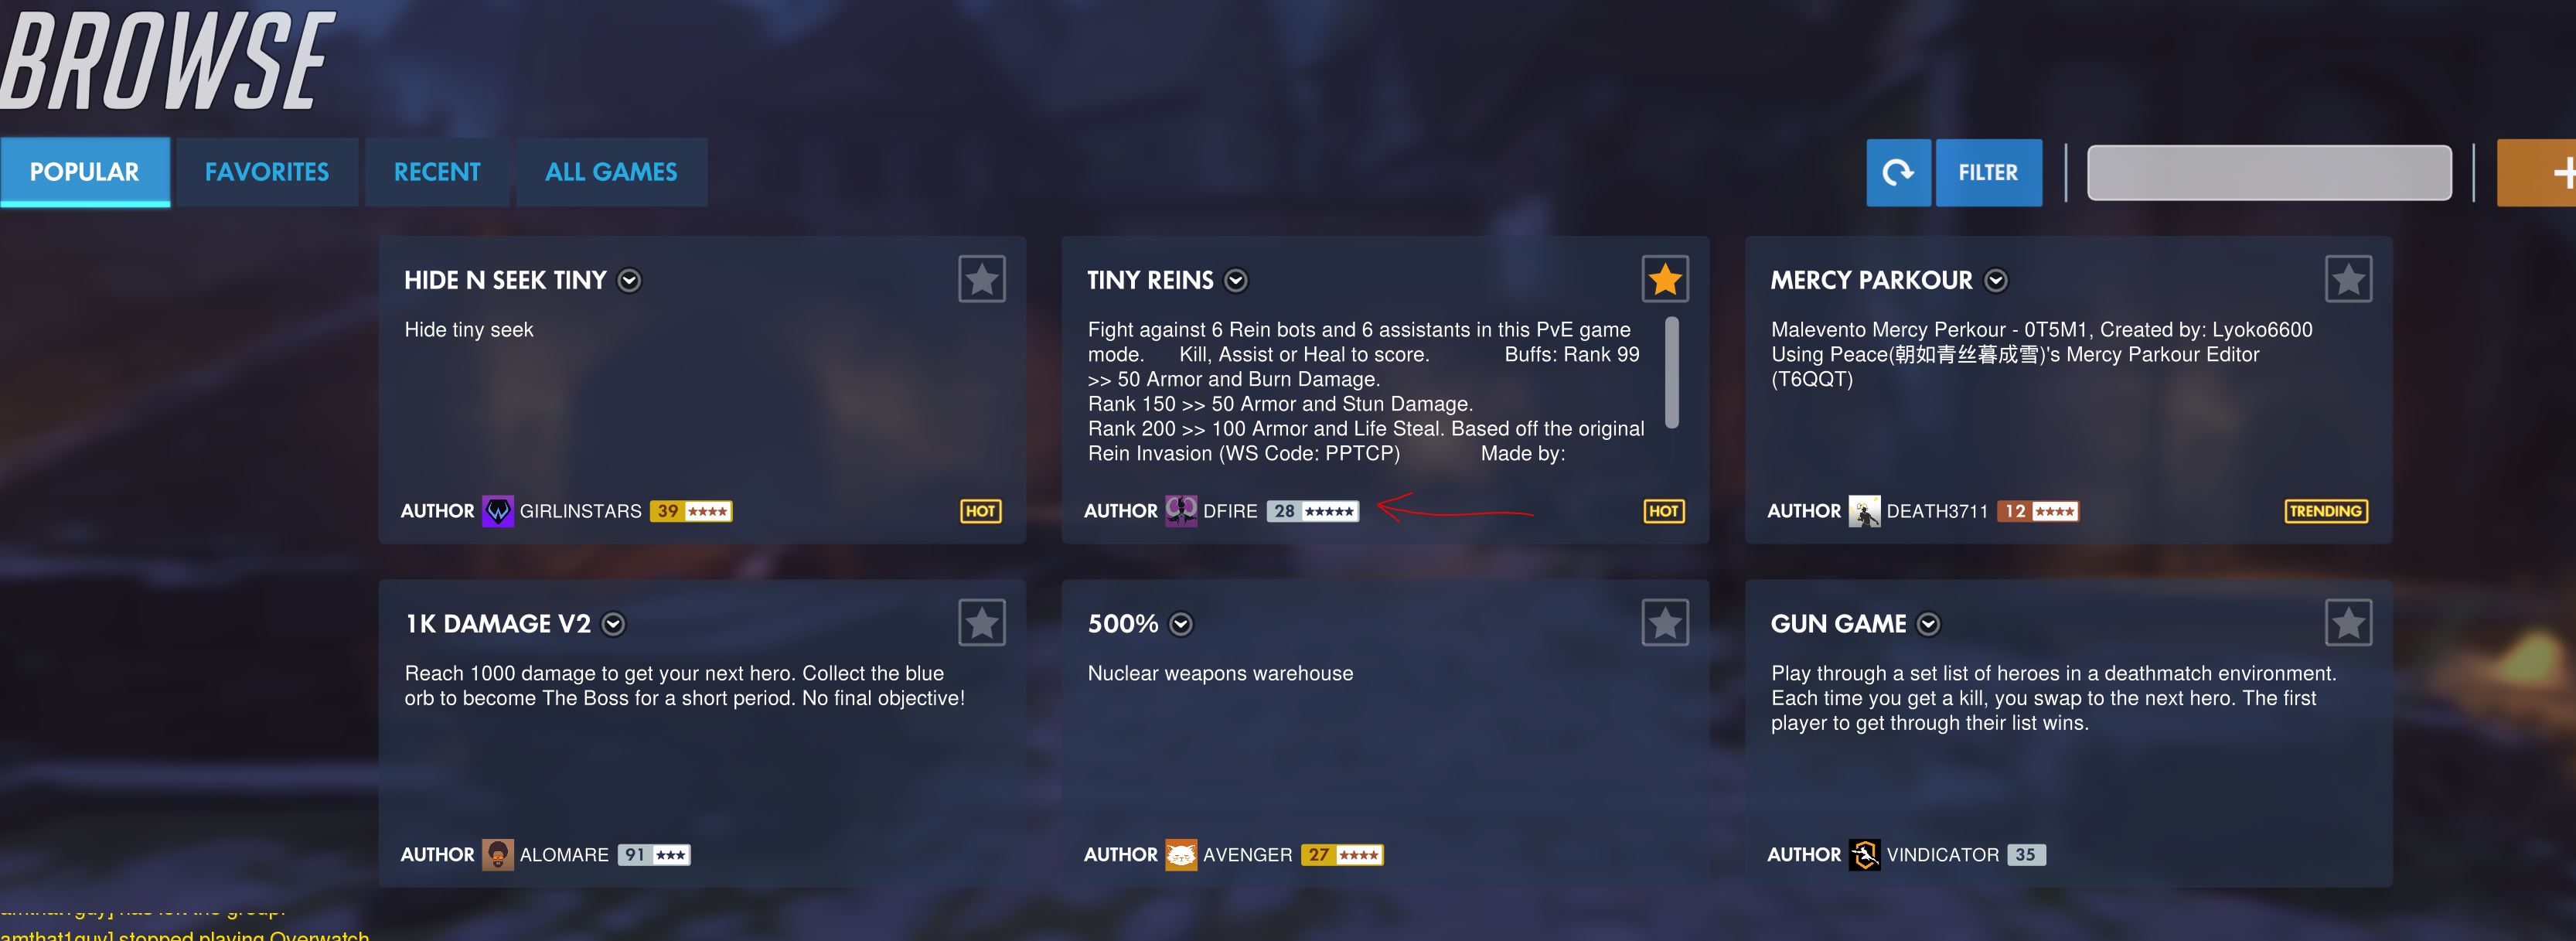 BROWSE
POPULAR
FAVORITES
RECENT
ALL GAMES
FILTER
HIDE N SEEK TINY
Hide tiny seek
AUTHOR GIRLINSTARS 39
HOT
TINY REINS
Fight against 6 Rein bots and 6 assistants in this PvE game
mode. Kill, Assist or Heal to score. Buffs: Rank 99
>> 50 Armor and Burn Damage.
Rank 150 >> 50 Armor and Stun Damage.
Rank 200 >> 100 Armor and Life Steal. Based off the original
Rein Invasion (WS Code: PPTCP) Made by:
AUTHOR DFIRE 28
HOT
MERCY PARKOUR
Malevento Mercy Perkour - 0T5M1, Created by: Lyoko6600
Using Peace(朝如青丝暮成雪)'s Mercy Parkour Editor
(T6QQT)
AUTHOR DEATH3711 12
TRENDING
1K DAMAGE V2
Reach 1000 damage to get your next hero. Collect the blue
orb to become The Boss for a short period. No final objective!
AUTHOR ALOMARE 91
500%
Nuclear weapons warehouse
AUTHOR AVENGER 27
GUN GAME
Play through a set list of heroes in a deathmatch environment.
Each time you get a kill, you swap to the next hero. The first
player to get through their list wins.
AUTHOR VINDICATOR 35
has left the group.
amthat1guy] stopped playing Overwatch